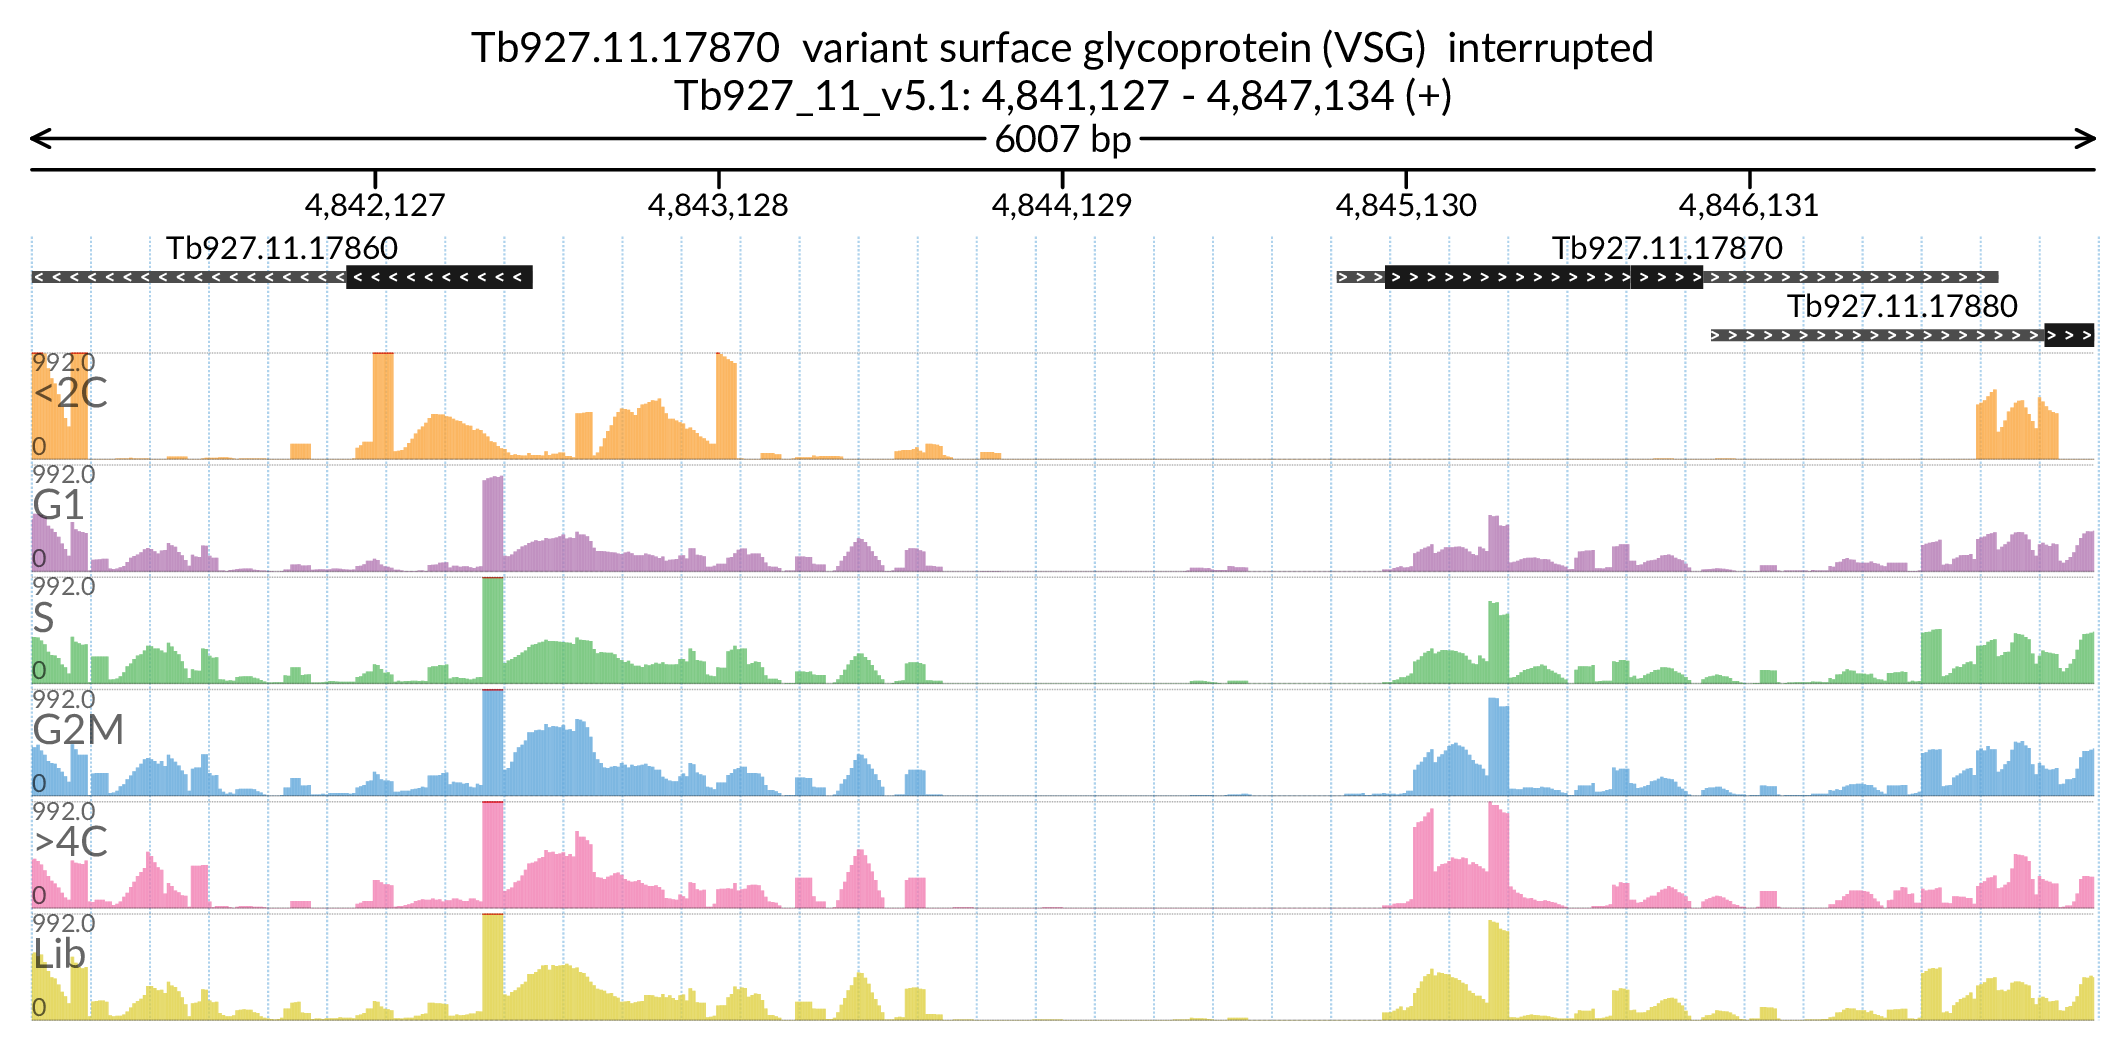 Tb927.11.17870  variant surface glycoprotein (VSG)  interrupted
Tb927_11_v5.1: 4,841,127 - 4,847,134 (+)
6007 bp
4,842,127 4,843,128 4,844,129 4,845,130 4,846,131
Tb927.11.17860 Tb927.11.17870
Tb927.11.17880
992.0
<2C
0
992.0
G1
0
992.0
S
0
992.0
G2M
0
992.0
>4C
0
992.0
Lib
0